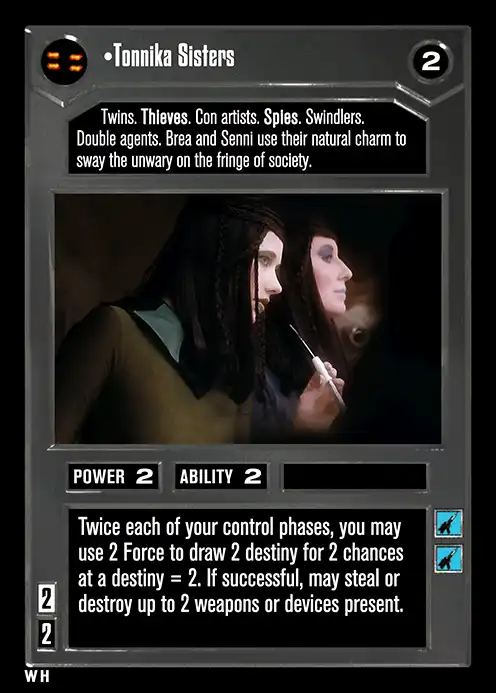 •Tonnika Sisters
2
Twins. Thieves. Con artists. Spies. Swindlers.
Double agents. Brea and Senni use their natural charm to
sway the unwary on the fringe of society.
POWER 2 ABILITY 2
Twice each of your control phases, you may
use 2 Force to draw 2 destiny for 2 chances
at a destiny = 2. If successful, may steal or
destroy up to 2 weapons or devices present.
2
2
W H